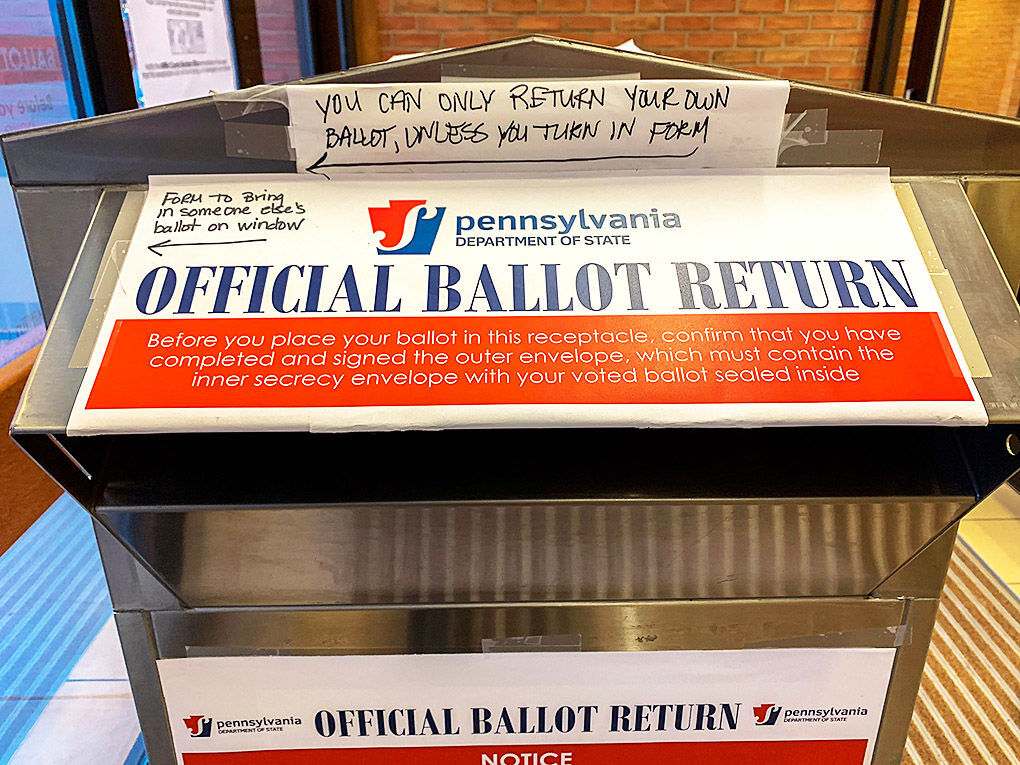 YOU CAN ONLY RETURN YOUR OWN
BALLOT, UNLESS YOU TURN IN FORM
FORM TO Bring
in someone else's
ballot on window
pennsylvania
DEPARTMENT OF STATE
OFFICIAL BALLOT RETURN
Before you place your ballot in this receptacle, confirm that you have
completed and signed the outer envelope, which must contain the
inner secrecy envelope with your voted ballot sealed inside
pennsylvania
DEPARTMENT OF STATE
OFFICIAL BALLOT RETURN
pennsylvania
DEPARTMENT OF STATE
NOTICE